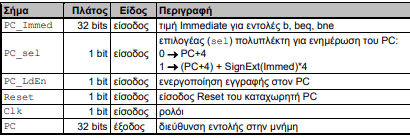 Σήμα Πλάτος Είδος Περιγραφή
PC_Immed 32 bits είσοδος τιμή Immediate για εντολές b, beq, bne
PC_sel 1 bit είσοδος επιλογέας (sel) πολυπλέκτη για ενημέρωση του PC:
0 → PC+4
1 → (PC+4) + SignExt(Immed)*4
PC_LdEn 1 bit είσοδος ενεργοποίηση εγγραφής στον PC
Reset 1 bit είσοδος είσοδος Reset του καταχωρητή PC
Clk 1 bit είσοδος ρολόι
PC 32 bits έξοδος διεύθυνση εντολής στην μνήμη